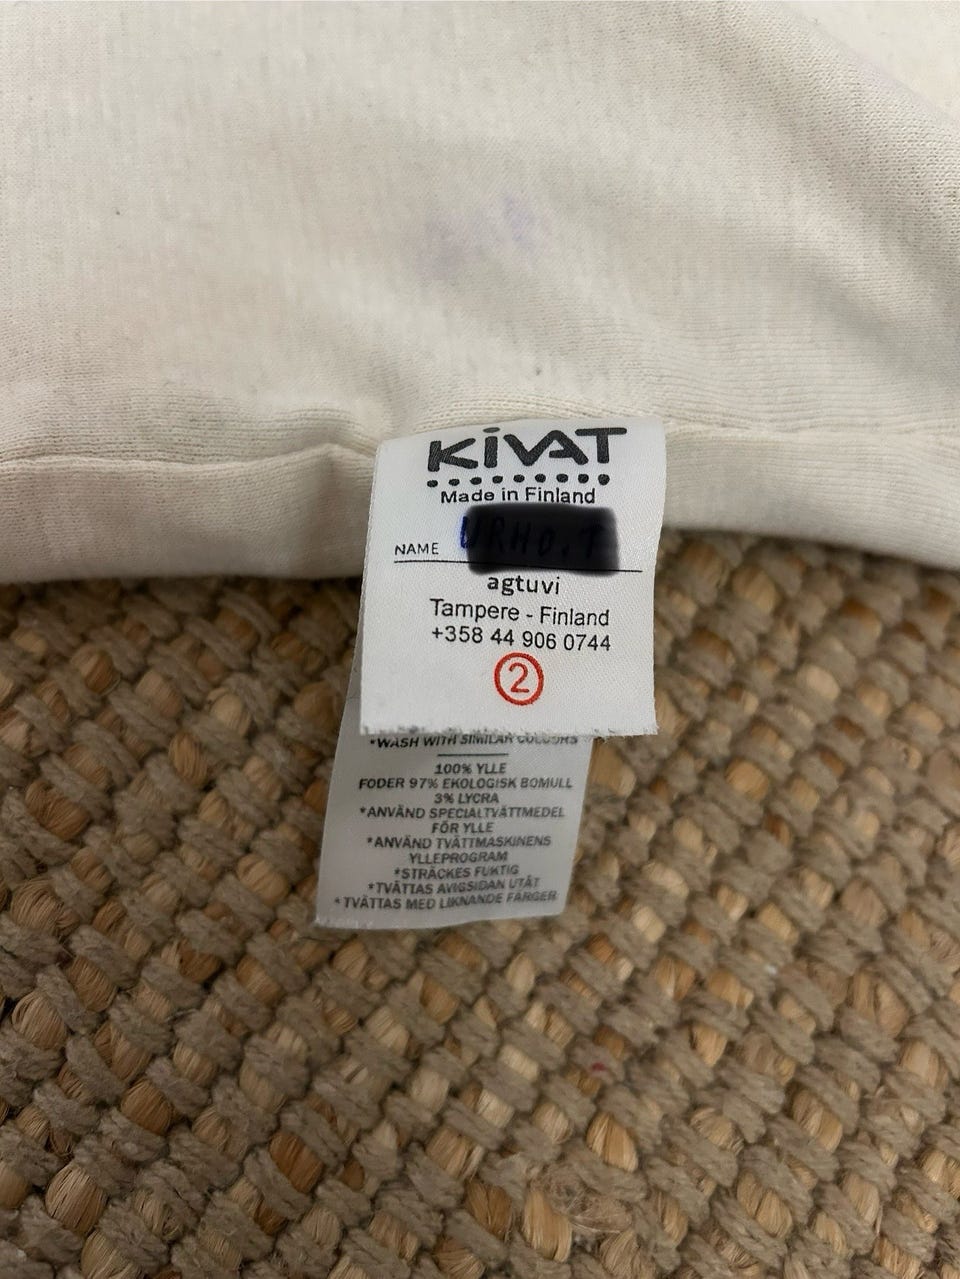 KiVAT
Made in Finland
NAME
agtuvi
Tampere - Finland
+358 44 906 0744
2
*WASH WITH SIMILAR COLOURS
100% YLLE
FODER 97% EKOLOGISK BOMULL
3% LYCRA
*ANVÄND SPECIALTVÄTTMEDEL
FÖR YLLE
*ANVÄND TVÄTTMASKINENS
YLLEPROGRAM
*STRÄCKES FUKTIG
*TVÄTTAS AVIGSIDAN UTÅT
*TVÄTTAS MED LIKNANDE FÄRGER